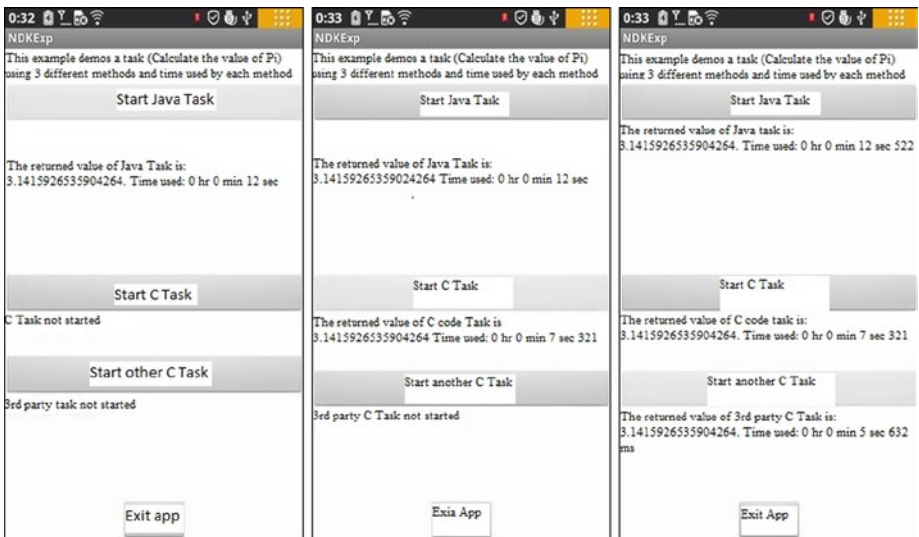 0:32
NDKExp
This example demos a task (Calculate the value of Pi)
using 3 different methods and time used by each method
Start Java Task
The returned value of Java Task is:
3.1415926535904264. Time used: 0 hr 0 min 12 sec
Start C Task
C Task not started
Start other C Task
3rd party task not started
Exit app
0:33
NDKExp
This example demos a task (Calculate the value of Pi)
using 3 different methods and time used by each method
Start Java Task
The returned value of Java Task is:
3.14159265359024264 Time used: 0 hr 0 min 12 sec
Start C Task
The returned value of C code Task is
3.1415926535904264 Time used: 0 hr 0 min 7 sec 321
Start another C Task
3rd party C Task not started
Exia App
0:33
NDKExp
This example demos a task (Calculate the value of Pi)
using 3 different methods and time used by each method
Start Java Task
The returned value of Java task is:
3.1415926535904264. Time used: 0 hr 0 min 12 sec 522
Start C Task
The returned value of C code task is:
3.1415926535904264. Time used: 0 hr 0 min 7 sec 321
Start another C Task
The returned value of 3rd party C Task is:
3.1415926535904264. Time used: 0 hr 0 min 5 sec 632
ms
Exit App